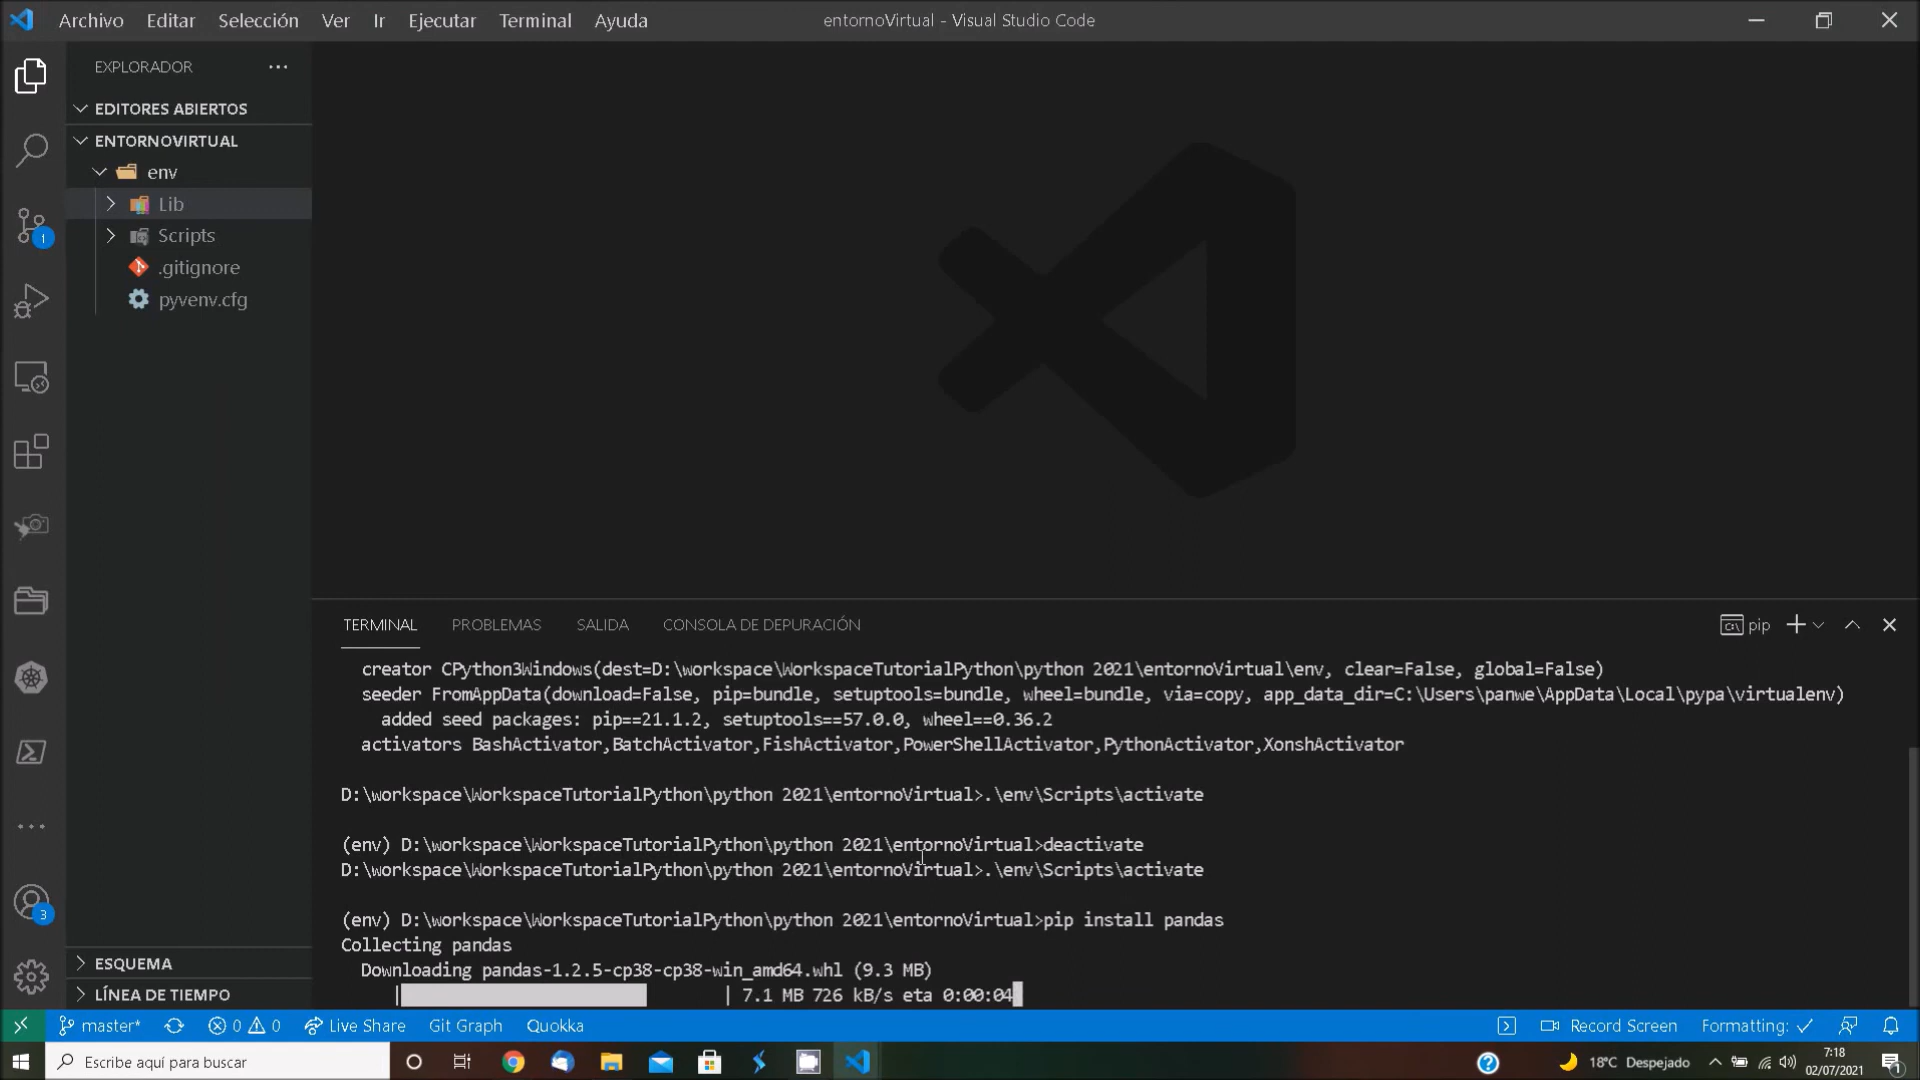 Archivo Editar Selección Ver Ir Ejecutar Terminal Ayuda
entornoVirtual - Visual Studio Code
EXPLORADOR
EDITORES ABIERTOS
ENTORNOVIRTUAL
env
Lib
Scripts
.gitignore
pyvenv.cfg
1
3
ESQUEMA
LÍNEA DE TIEMPO
TERMINAL PROBLEMAS SALIDA CONSOLA DE DEPURACIÓN
pip
creator CPython3Windows(dest=D:\workspace\WorkspaceTutorialPython\python 2021\entornoVirtual\env, clear=False, global=False)
seeder FromAppData(download=False, pip=bundle, setuptools=bundle, wheel=bundle, via=copy, app_data_dir=C:\Users\panwe\AppData\Local\pypa\virtualenv)
added seed packages: pip==21.1.2, setuptools==57.0.0, wheel==0.36.2
activators BashActivator,BatchActivator,FishActivator,PowerShellActivator,PythonActivator,XonshActivator
D:\workspace\WorkspaceTutorialPython\python 2021\entornoVirtual>.\env\Scripts\activate
(env) D:\workspace\WorkspaceTutorialPython\python 2021\entornoVirtual>deactivate
D:\workspace\WorkspaceTutorialPython\python 2021\entornoVirtual>.\env\Scripts\activate
(env) D:\workspace\WorkspaceTutorialPython\python 2021\entornoVirtual>pip install pandas
Collecting pandas
Downloading pandas-1.2.5-cp38-cp38-win_amd64.whl (9.3 MB)
| | 7.1 MB 726 kB/s eta 0:00:04
master* 0 0 Live Share Git Graph Quokka
Record Screen Formatting: ✓
Escribe aquí para buscar
18°C Despejado
7:18
02/07/2021
1